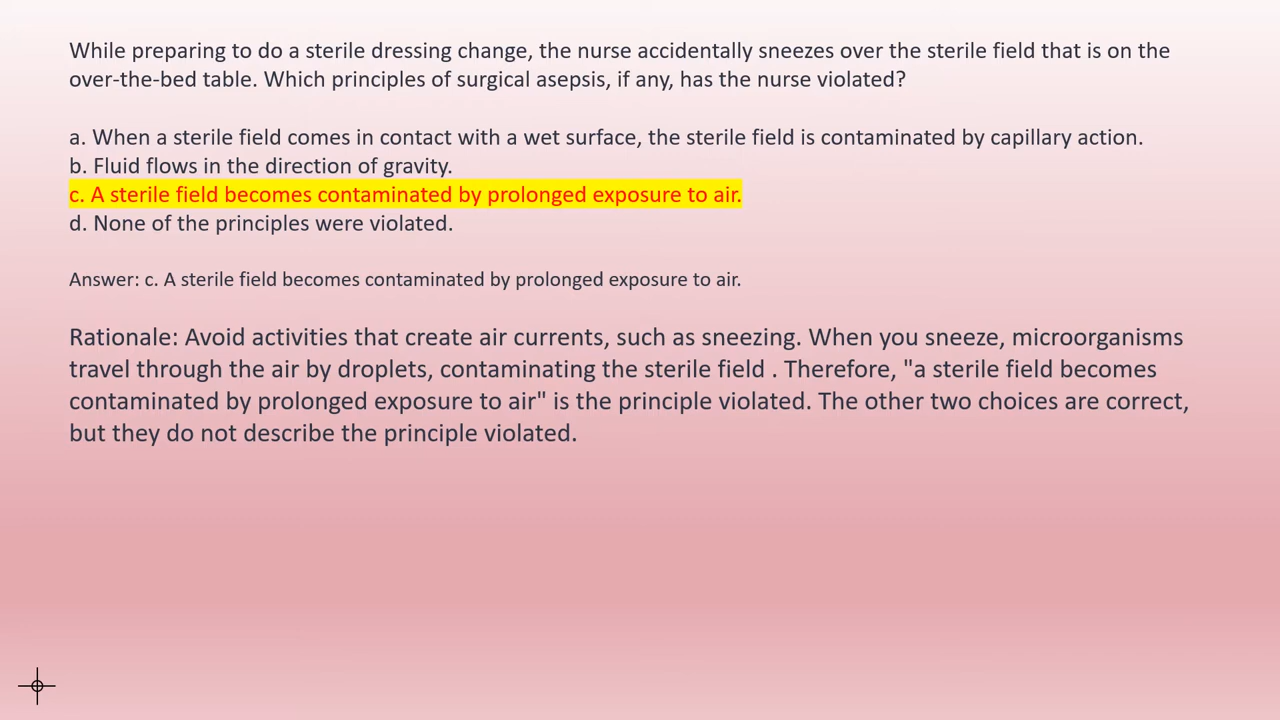 While preparing to do a sterile dressing change, the nurse accidentally sneezes over the sterile field that is on the
over-the-bed table. Which principles of surgical asepsis, if any, has the nurse violated?
a. When a sterile field comes in contact with a wet surface, the sterile field is contaminated by capillary action.
b. Fluid flows in the direction of gravity.
c. A sterile field becomes contaminated by prolonged exposure to air.
d. None of the principles were violated.
Answer: c. A sterile field becomes contaminated by prolonged exposure to air.
Rationale: Avoid activities that create air currents, such as sneezing. When you sneeze, microorganisms
travel through the air by droplets, contaminating the sterile field . Therefore, "a sterile field becomes
contaminated by prolonged exposure to air" is the principle violated. The other two choices are correct,
but they do not describe the principle violated.